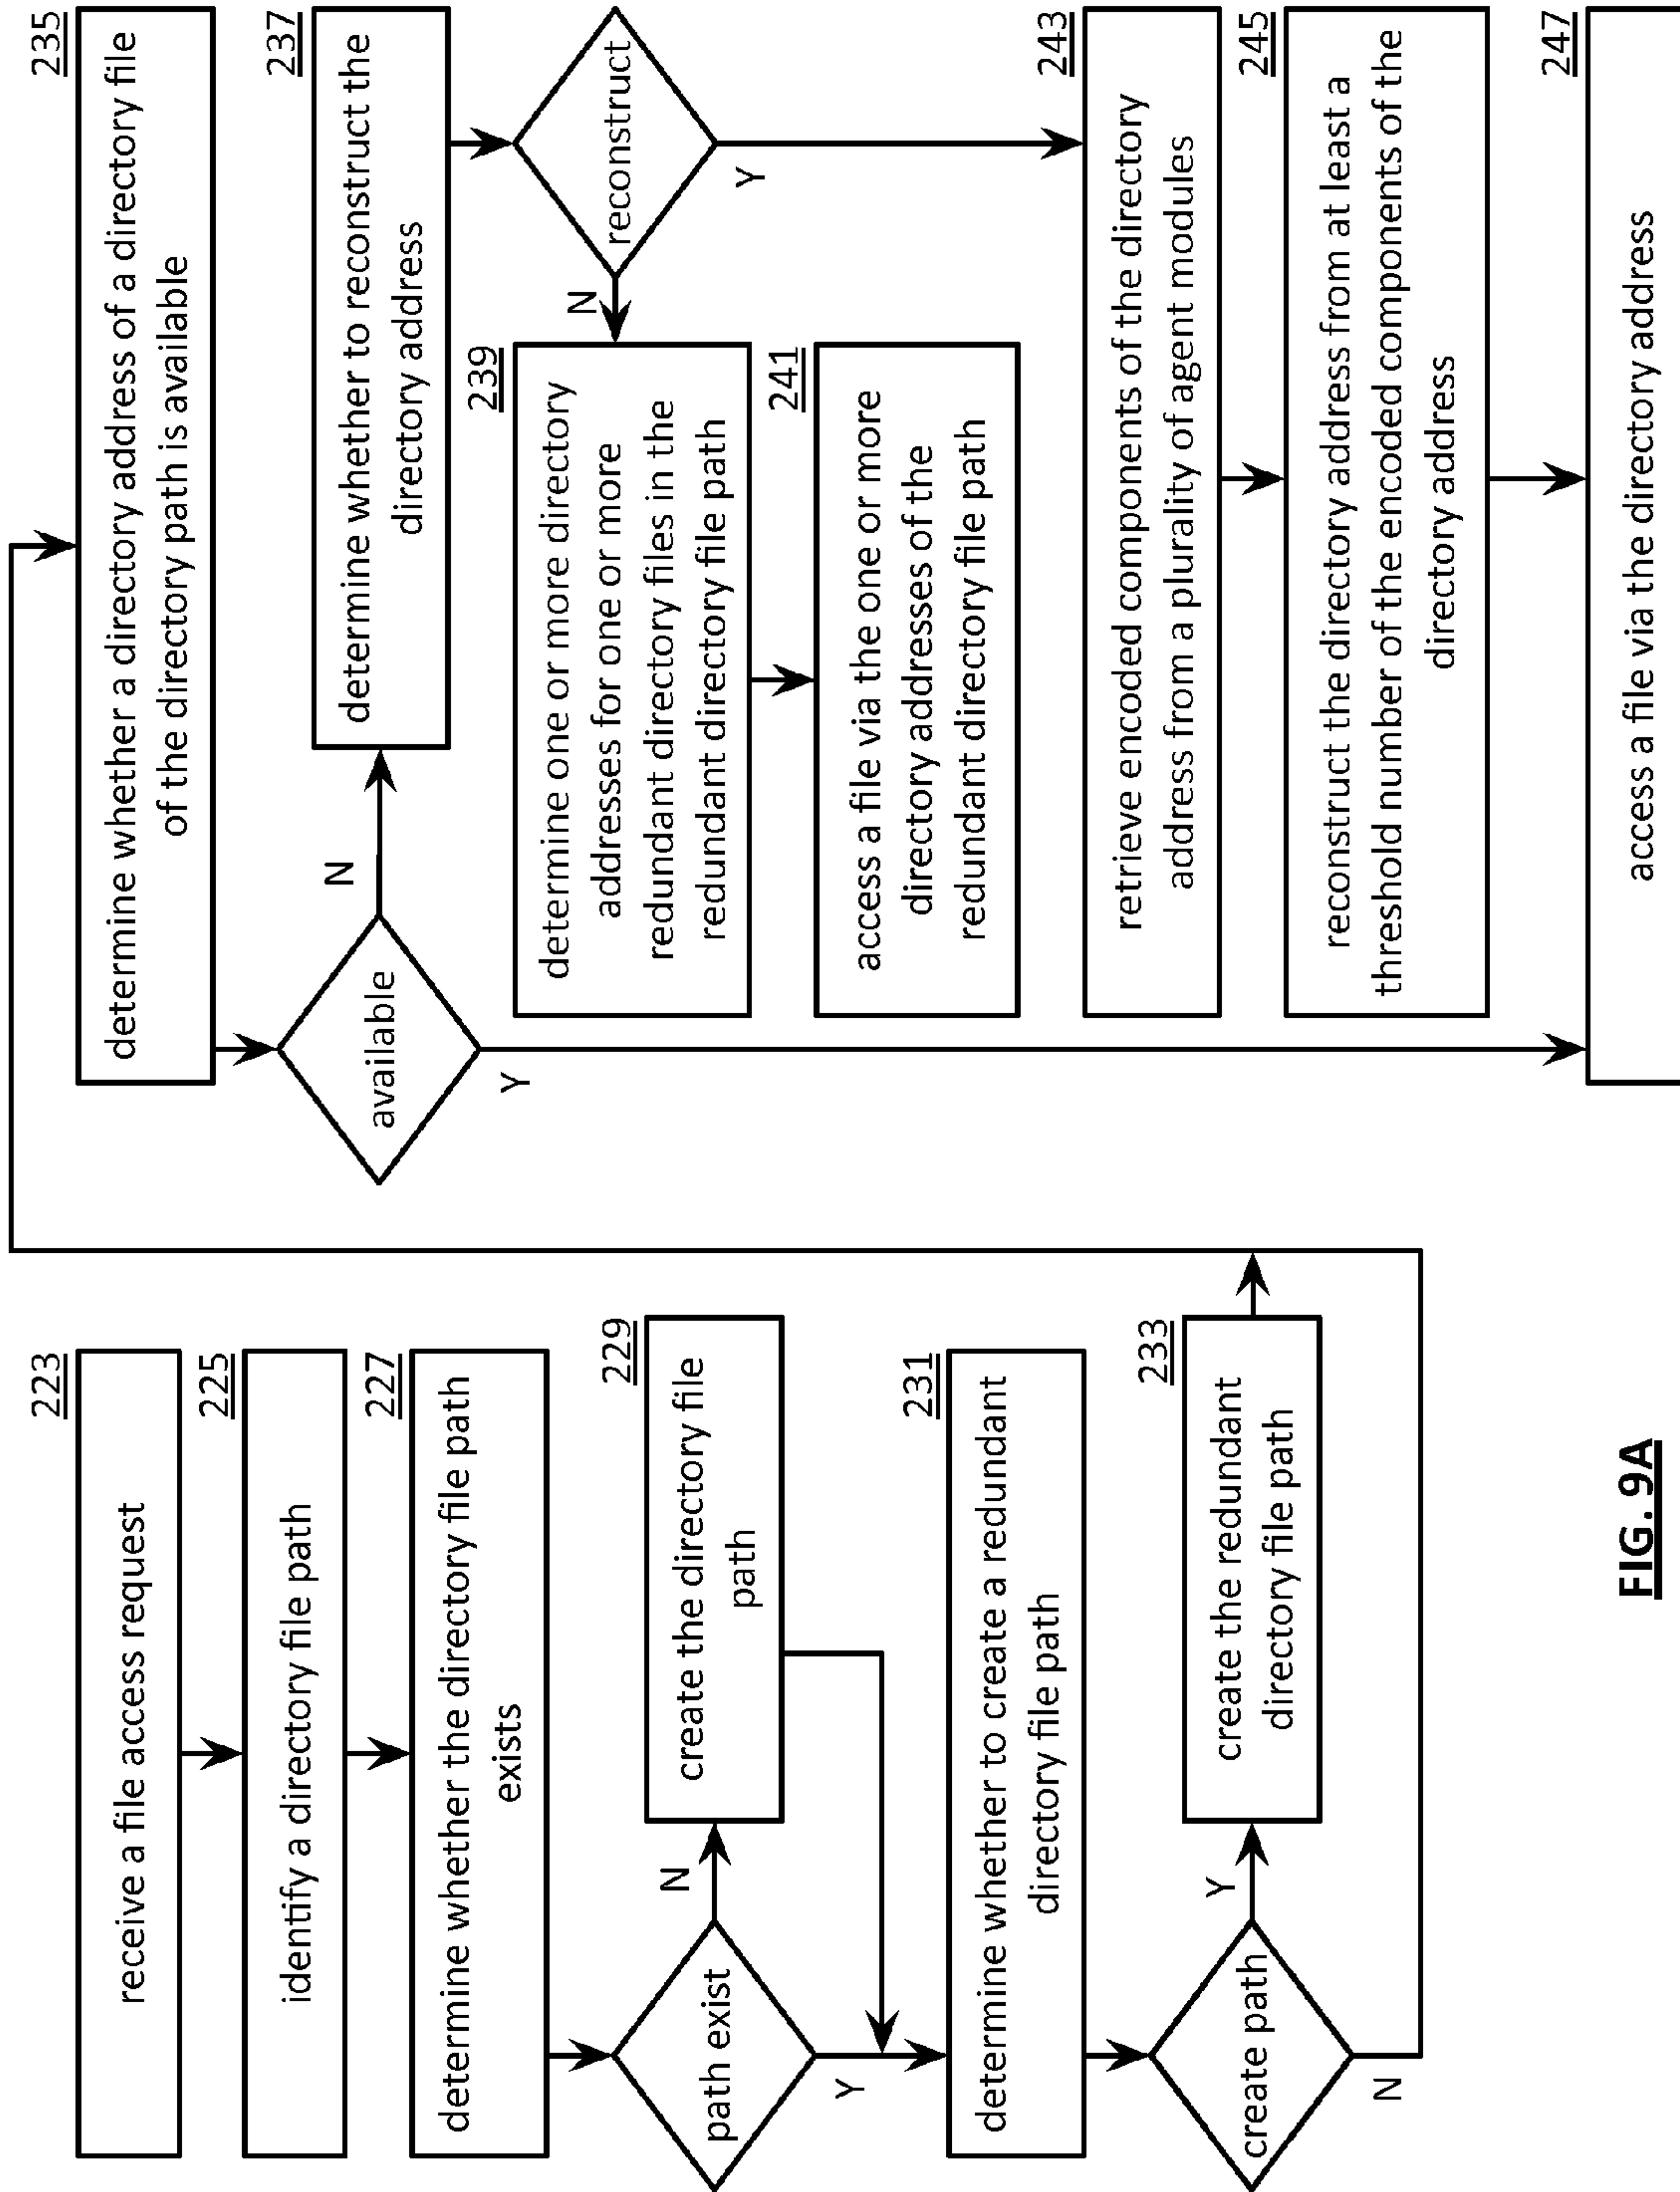 223
receive a file access request
225
identify a directory file path
227
determine whether the directory file path
exists
path exist
N
Y
229
create the directory file
path
231
determine whether to create a redundant
directory file path
create path
Y
N
233
create the redundant
directory file path
235
determine whether a directory address of a directory file
of the directory path is available
available
N
Y
237
determine whether to reconstruct the
directory address
reconstruct
N
Y
239
determine one or more directory
addresses for one or more
redundant directory files in the
redundant directory file path
241
access a file via the one or more
directory addresses of the
redundant directory file path
243
retrieve encoded components of the directory
address from a plurality of agent modules
245
reconstruct the directory address from at least a
threshold number of the encoded components of the
directory address
247
access a file via the directory address
FIG. 9A